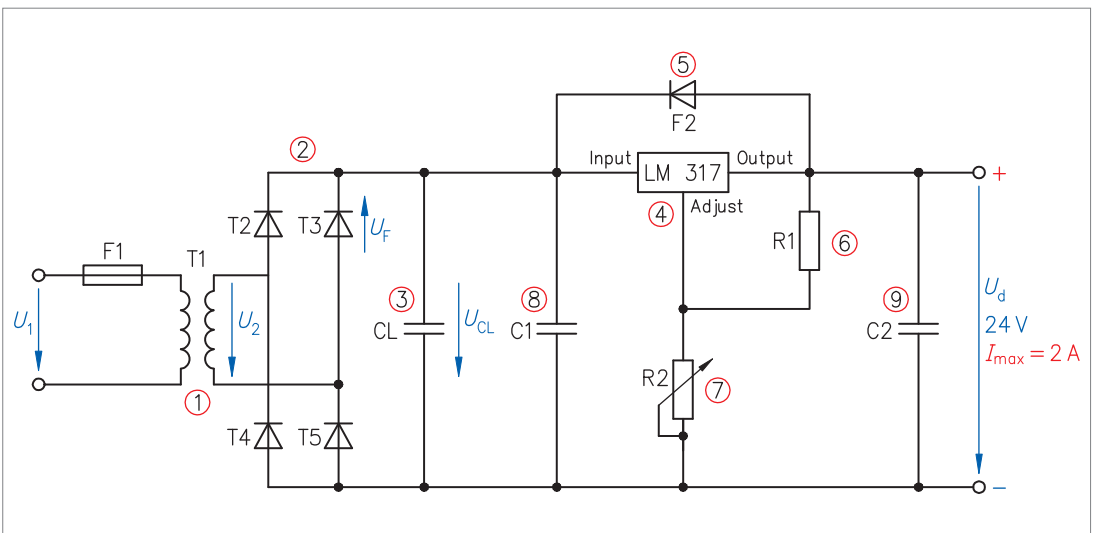 ⑤
F2
②
Input
LM 317
Output
+
④
Adjust
T2
T3
U_F
R1
⑥
F1
T1
U_1
U_2
③
CL
U_CL
⑧
C1
⑨
C2
U_d
24 V
I_max = 2 A
R2
⑦
①
T4
T5
−